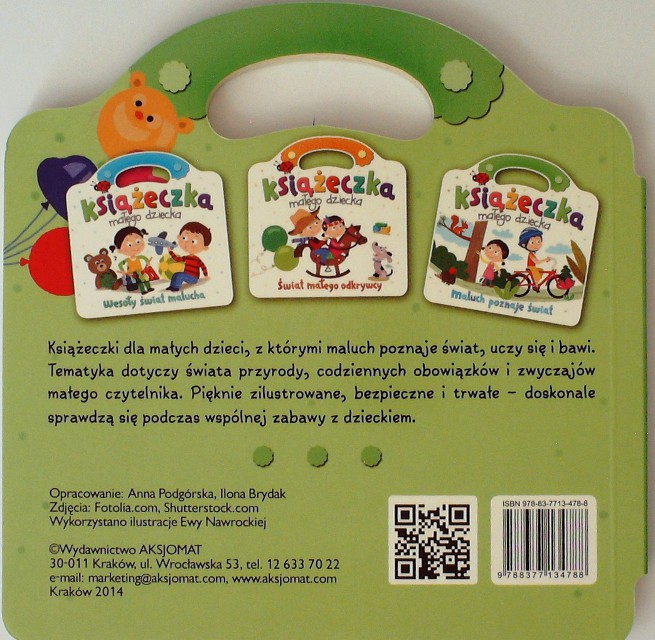 książeczka
małego dziecka
Wesoły świat malucha
książeczka
małego dziecka
Świat małego odkrywcy
książeczka
małego dziecka
maluch poznaje świat
Książeczki dla małych dzieci, z którymi maluch poznaje świat, uczy się i bawi.
Tematyka dotyczy świata przyrody, codziennych obowiązków i zwyczajów
małego czytelnika. Pięknie zilustrowane, bezpieczne i trwałe – doskonale
sprawdzą się podczas wspólnej zabawy z dzieckiem.
Opracowanie: Anna Podgórska, Ilona Brydak
Zdjęcia: Fotolia.com, Shutterstock.com
Wykorzystano ilustracje Ewy Nawrockiej
©Wydawnictwo AKSJOMAT
30-011 Kraków, ul. Wrocławska 53, tel. 12 633 70 22
e-mail: marketing@aksjomat.com, www.aksjomat.com
Kraków 2014
ISBN 978-83-7713-478-8
9 788377 134788